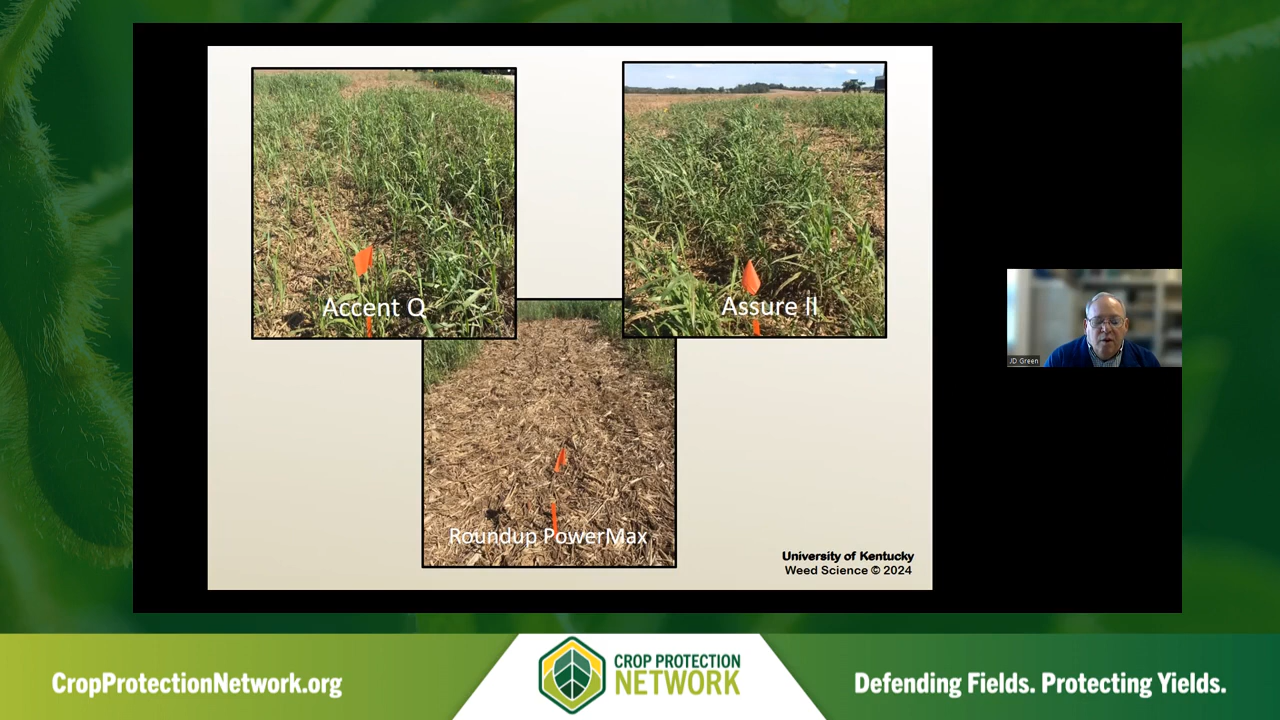 Accent Q
Assure II
Roundup PowerMax
University of Kentucky
Weed Science © 2024
JD Green
CropProtectionNetwork.org
CROP PROTECTION
NETWORK
Defending Fields. Protecting Yields.